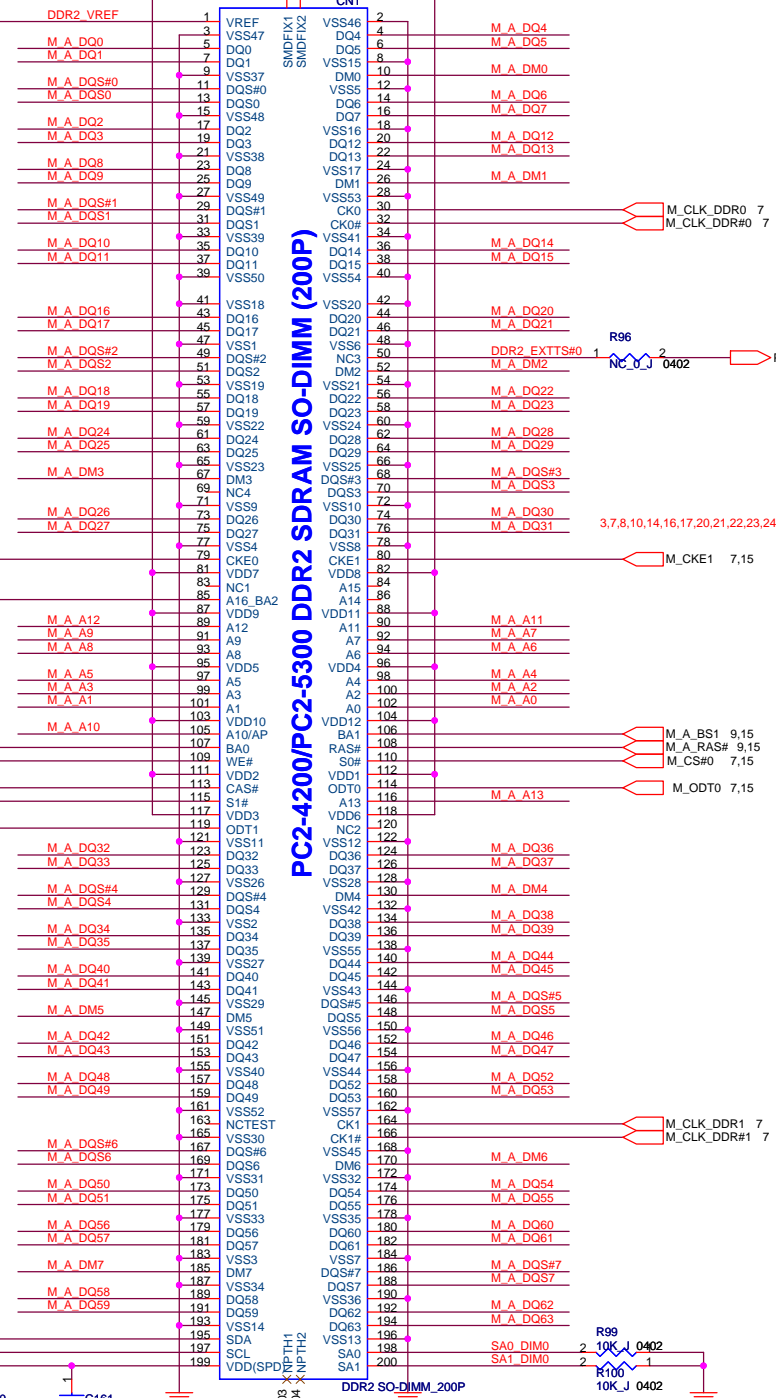 CN1
DDR2_VREF 1 VREF VSS46 2
3 VSS47 DQ4 4 M_A_DQ4
M_A_DQ0 5 DQ0 DQ5 6 M_A_DQ5
M_A_DQ1 7 DQ1 VSS15 8
9 VSS37 DM0 10 M_A_DM0
M_A_DQS#0 11 DQS#0 VSS5 12
M_A_DQS0 13 DQS0 DQ6 14 M_A_DQ6
15 VSS48 DQ7 16 M_A_DQ7
M_A_DQ2 17 DQ2 VSS16 18
M_A_DQ3 19 DQ3 DQ12 20 M_A_DQ12
21 VSS38 DQ13 22 M_A_DQ13
M_A_DQ8 23 DQ8 VSS17 24
M_A_DQ9 25 DQ9 DM1 26 M_A_DM1
27 VSS49 VSS53 28
M_A_DQS#1 29 DQS#1 CK0 30 M_CLK_DDR0 7
M_A_DQS1 31 DQS1 CK0# 32 M_CLK_DDR#0 7
33 VSS39 VSS41 34
M_A_DQ10 35 DQ10 DQ14 36 M_A_DQ14
M_A_DQ11 37 DQ11 DQ15 38 M_A_DQ15
39 VSS50 VSS54 40
41 VSS18 VSS20 42
M_A_DQ16 43 DQ16 DQ20 44 M_A_DQ20
M_A_DQ17 45 DQ17 DQ21 46 M_A_DQ21
47 VSS1 VSS6 48
M_A_DQS#2 49 DQS#2 NC3 50 DDR2_EXTTS#0 1 R96 2 NC_0_J 0402
M_A_DQS2 51 DQS2 DM2 52 M_A_DM2
53 VSS19 VSS21 54
M_A_DQ18 55 DQ18 DQ22 56 M_A_DQ22
M_A_DQ19 57 DQ19 DQ23 58 M_A_DQ23
59 VSS22 VSS24 60
M_A_DQ24 61 DQ24 DQ28 62 M_A_DQ28
M_A_DQ25 63 DQ25 DQ29 64 M_A_DQ29
65 VSS23 VSS25 66
M_A_DM3 67 DM3 DQS#3 68 M_A_DQS#3
69 NC4 DQS3 70 M_A_DQS3
71 VSS9 VSS10 72
M_A_DQ26 73 DQ26 DQ30 74 M_A_DQ30
M_A_DQ27 75 DQ27 DQ31 76 M_A_DQ31 3,7,8,10,14,16,17,20,21,22,23,24
77 VSS4 VSS8 78
79 CKE0 CKE1 80 M_CKE1 7,15
81 VDD7 VDD8 82
83 NC1 A15 84
85 A16_BA2 A14 86
87 VDD9 VDD11 88
M_A_A12 89 A12 A11 90 M_A_A11
M_A_A9 91 A9 A7 92 M_A_A7
M_A_A8 93 A8 A6 94 M_A_A6
95 VDD5 VDD4 96
M_A_A5 97 A5 A4 98 M_A_A4
M_A_A3 99 A3 A2 100 M_A_A2
M_A_A1 101 A1 A0 102 M_A_A0
103 VDD10 VDD12 104
M_A_A10 105 A10/AP BA1 106 M_A_BS1 9,15
107 BA0 RAS# 108 M_A_RAS# 9,15
109 WE# S0# 110 M_CS#0 7,15
111 VDD2 VDD1 112
113 CAS# ODT0 114 M_ODT0 7,15
115 S1# A13 116 M_A_A13
117 VDD3 VDD6 118
119 ODT1 NC2 120
121 VSS11 VSS12 122
M_A_DQ32 123 DQ32 DQ36 124 M_A_DQ36
M_A_DQ33 125 DQ33 DQ37 126 M_A_DQ37
127 VSS26 VSS28 128
M_A_DQS#4 129 DQS#4 DM4 130 M_A_DM4
M_A_DQS4 131 DQS4 VSS42 132
133 VSS2 DQ38 134 M_A_DQ38
M_A_DQ34 135 DQ34 DQ39 136 M_A_DQ39
M_A_DQ35 137 DQ35 VSS55 138
139 VSS27 DQ44 140 M_A_DQ44
M_A_DQ40 141 DQ40 DQ45 142 M_A_DQ45
M_A_DQ41 143 DQ41 VSS43 144
145 VSS29 DQS#5 146 M_A_DQS#5
M_A_DM5 147 DM5 DQS5 148 M_A_DQS5
149 VSS51 VSS56 150
M_A_DQ42 151 DQ42 DQ46 152 M_A_DQ46
M_A_DQ43 153 DQ43 DQ47 154 M_A_DQ47
155 VSS40 VSS44 156
M_A_DQ48 157 DQ48 DQ52 158 M_A_DQ52
M_A_DQ49 159 DQ49 DQ53 160 M_A_DQ53
161 VSS52 VSS57 162
163 NCTEST CK1 164 M_CLK_DDR1 7
165 VSS30 CK1# 166 M_CLK_DDR#1 7
M_A_DQS#6 167 DQS#6 VSS45 168
M_A_DQS6 169 DQS6 DM6 170 M_A_DM6
171 VSS31 VSS32 172
M_A_DQ50 173 DQ50 DQ54 174 M_A_DQ54
M_A_DQ51 175 DQ51 DQ55 176 M_A_DQ55
177 VSS33 VSS35 178
M_A_DQ56 179 DQ56 DQ60 180 M_A_DQ60
M_A_DQ57 181 DQ57 DQ61 182 M_A_DQ61
183 VSS3 VSS7 184
M_A_DM7 185 DM7 DQS#7 186 M_A_DQS#7
187 VSS34 DQS7 188 M_A_DQS7
M_A_DQ58 189 DQ58 VSS36 190
M_A_DQ59 191 DQ59 DQ62 192 M_A_DQ62
193 VSS14 DQ63 194 M_A_DQ63
195 SDA VSS13 196
197 SCL SA0 198 SA0_DIM0 2 R99 10K_J 0402 1
199 VDD(SPD) SA1 200 SA1_DIM0 2 R100 10K_J 0402 1
SMDFIX1
SMDFIX2
PC2-4200/PC2-5300 DDR2 SDRAM SO-DIMM (200P)
NPTH1
NPTH2
DDR2 SO-DIMM_200P
1
C161